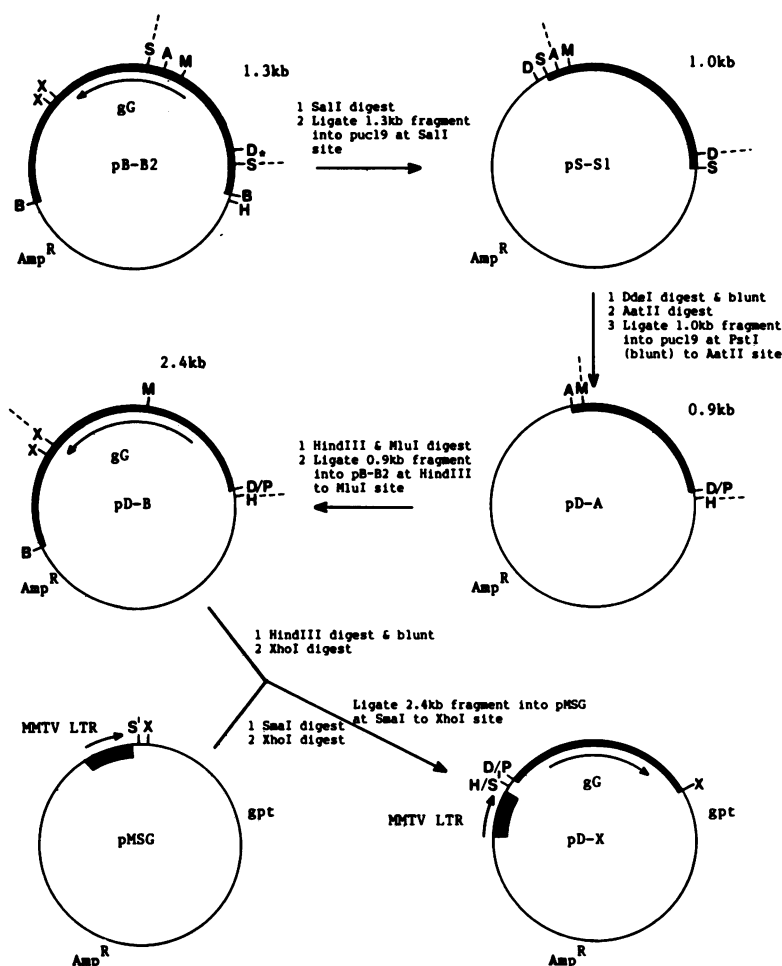 S A M
1.3kb
X
X
gG
D*
S
pB-B2
B
B
H
Amp R
1 SalI digest
2 Ligate 1.3kb fragment
into puc19 at SalI
site
D S A M
1.0kb
D
S
pS-S1
Amp R
1 DdeI digest & blunt
2 AatII digest
3 Ligate 1.0kb fragment
into puc19 at PstI
(blunt) to AatII site
A M
0.9kb
D/P
H
pD-A
Amp R
1 HindIII & MluI digest
2 Ligate 0.9kb fragment
into pB-B2 at HindIII
to MluI site
2.4kb
M
X
X
gG
D/P
H
pD-B
B
Amp R
1 HindIII digest & blunt
2 XhoI digest
Ligate 2.4kb fragment into pMSG
at SmaI to XhoI site
1 SmaI digest
2 XhoI digest
MMTV LTR
S' X
gpt
pMSG
Amp R
D/P
H/S'
gG
X
gpt
MMTV LTR
pD-X
Amp R